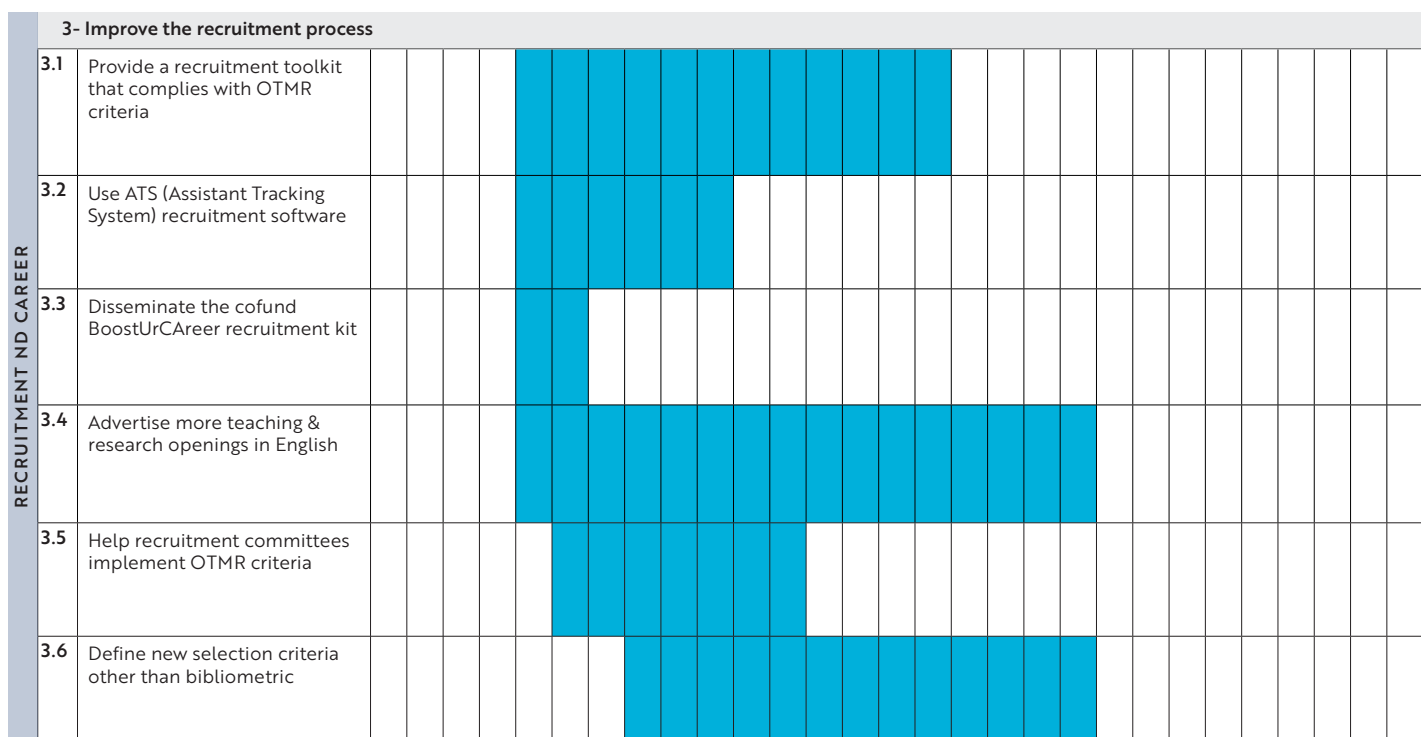 3- Improve the recruitment process
RECRUITMENT ND CAREER
3.1 Provide a recruitment toolkit
that complies with OTMR
criteria
3.2 Use ATS (Assistant Tracking
System) recruitment software
3.3 Disseminate the cofund
BoostUrCAreer recruitment kit
3.4 Advertise more teaching &
research openings in English
3.5 Help recruitment committees
implement OTMR criteria
3.6 Define new selection criteria
other than bibliometric